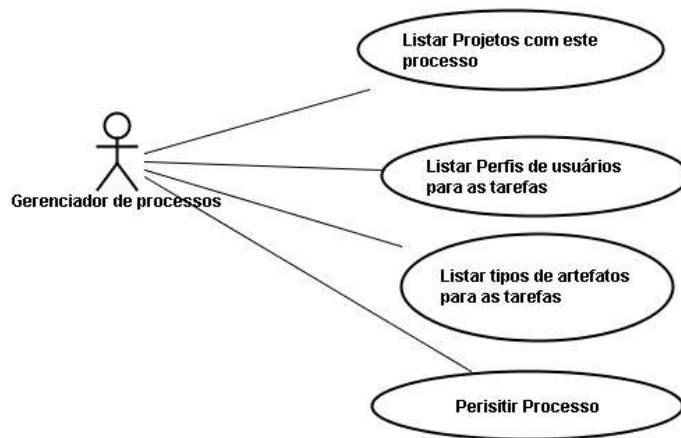 Listar Projetos com este
processo
Listar Perfis de usuários
para as tarefas
Gerenciador de processos
Listar tipos de artefatos
para as tarefas
Perisitir Processo